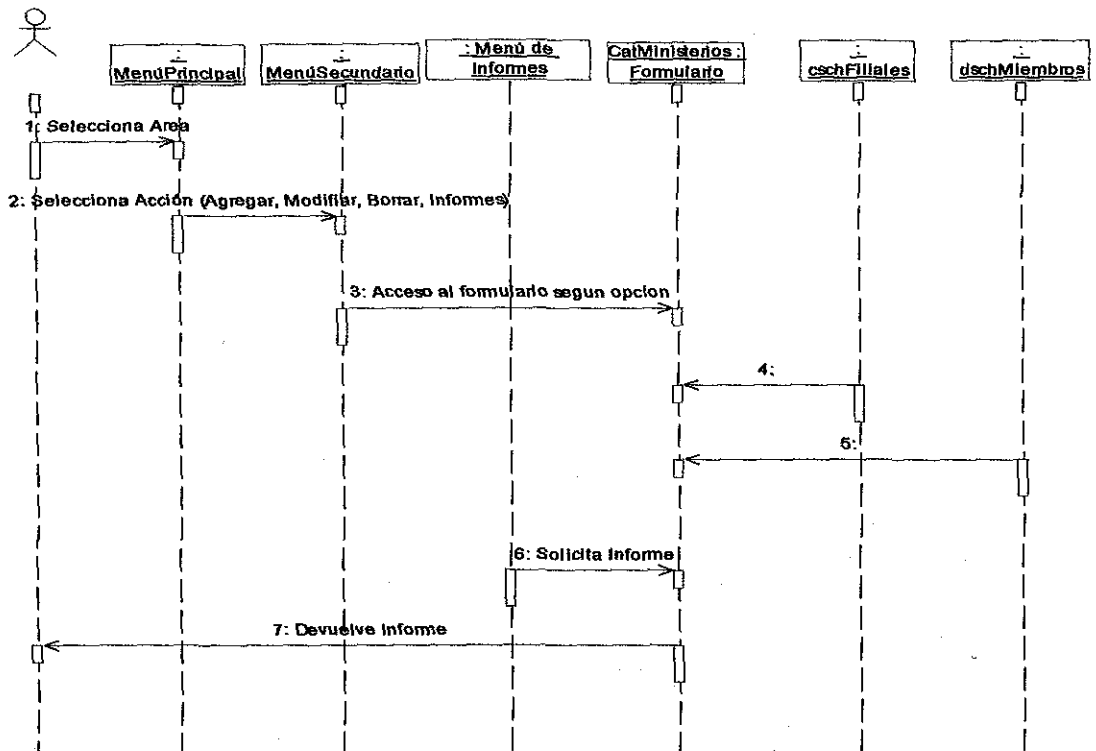 :
MenúPrincipal
:
MenúSecundario
: Menú de
Informes
CatMinisterios :
Formulario
:
cschFiliales
:
dschMiembros
1: Selecciona Area
2: Selecciona Acción (Agregar, Modifiar, Borrar, Informes)
3: Acceso al formulario segun opcion
4:
5:
6: Solicita Informe
7: Devuelve Informe